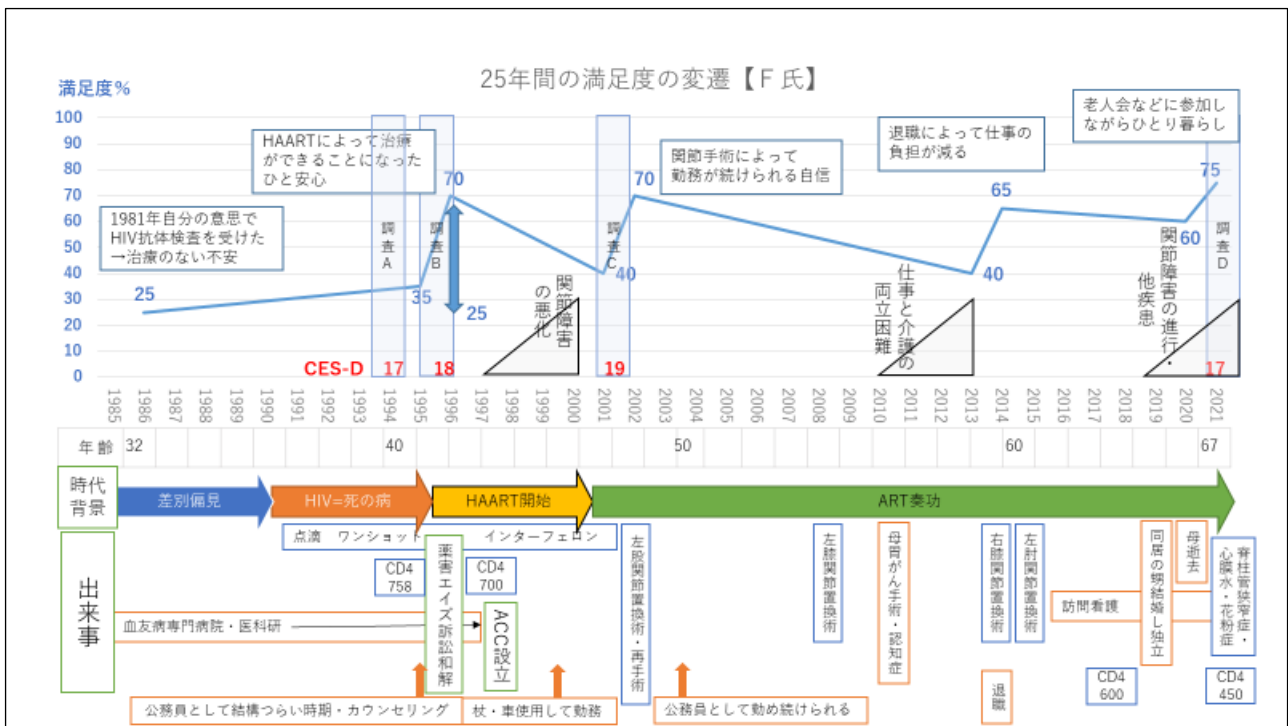 25年間の満足度の変遷【F 氏】
満足度%
100
90
80
70
60
50
40
30
20
10
0
1981年自分の意思で
HIV抗体検査を受けた
→治療のない不安
HAARTによって治療
ができることになった
ひと安心
関節手術によって
勤務が続けられる自信
退職によって仕事の
負担が減る
老人会などに参加し
ながらひとり暮らし
25
35
70
25
40
70
40
65
60
75
調査A
調査B
調査C
調査D
関節障害
の悪化
仕事と介護の
両立困難
関節障害の進行・
他疾患
CES-D
17
18
19
17
1985
1986
1987
1988
1989
1990
1991
1992
1993
1994
1995
1996
1997
1998
1999
2000
2001
2002
2003
2004
2005
2006
2007
2008
2009
2010
2011
2012
2013
2014
2015
2016
2017
2018
2019
2020
2021
年齢 32 40 50 60 67
時代
背景
差別偏見
HIV=死の病
HAART開始
ART奏功
出来事
点滴 ワンショット インターフェロン
CD4
758
CD4
700
血友病専門病院・医科研
薬害エイズ訴訟和解
ACC設立
左股関節置換術・再手術
左膝関節置換術
母胃がん手術・認知症
右膝関節置換術
左肘関節置換術
訪問看護
同居の甥結婚し独立
母逝去
脊柱管狭窄症・
心膜水・花粉症
公務員として結構つらい時期・カウンセリング
杖・車使用して勤務
公務員として勤め続けられる
退職
CD4
600
CD4
450